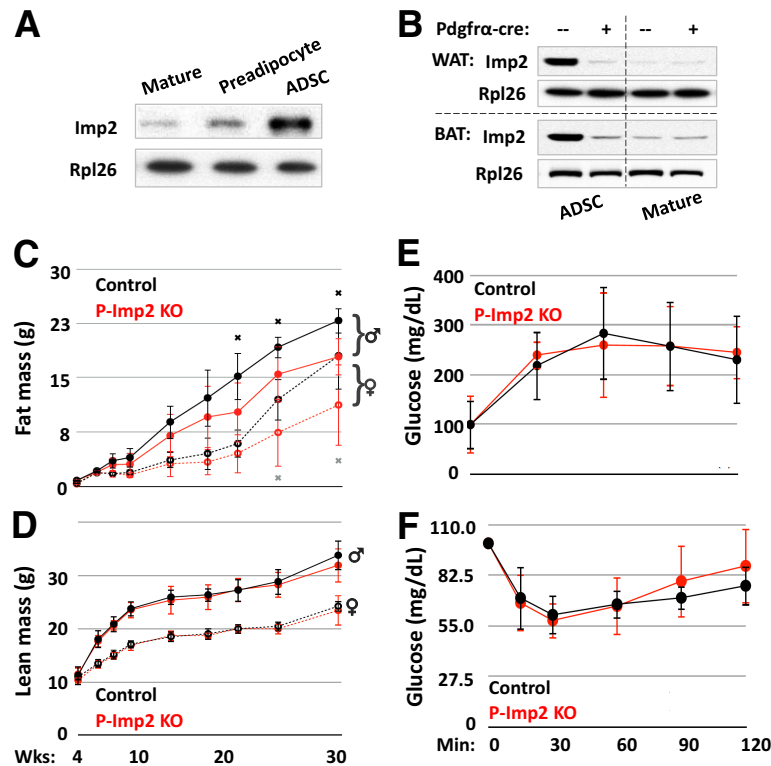 A
Mature Preadipocyte ADSC
Imp2
Rpl26
B
Pdgfrα-cre: -- + -- +
WAT: Imp2
Rpl26
BAT: Imp2
Rpl26
ADSC Mature
C
Fat mass (g)
30
23
15
8
0
Control
P-Imp2 KO
♂
♀
D
Lean mass (g)
30
20
10
0
♂
♀
Control
P-Imp2 KO
Wks: 4 10 20 30
E
Glucose (mg/dL)
400
300
200
100
0
Control
P-Imp2 KO
F
Glucose (mg/dL)
110.0
82.5
55.0
27.5
0
Control
P-Imp2 KO
Min: 0 30 60 90 120